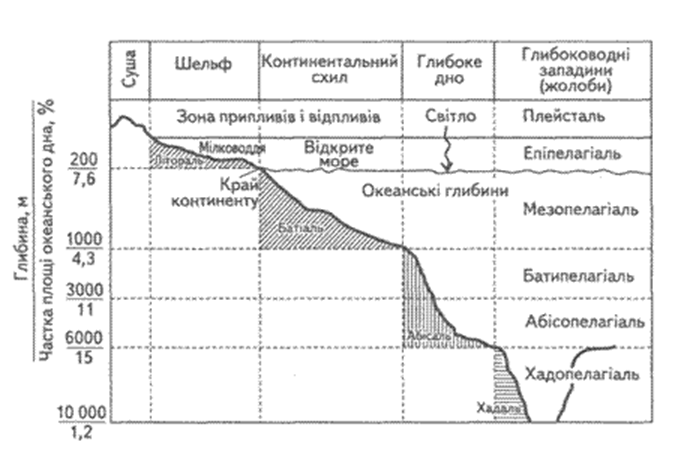 Суша
Шельф
Континентальний
схил
Глибоке
дно
Глибоководні
западини
(жолоби)
Зона припливів і відпливів
Світло
Плейсталь
Мілководдя
Літораль
Відкрите
море
Епіпелагіаль
Край
континенту
Океанські глибини
Мезопелагіаль
Батіаль
Батипелагіаль
Абісаль
Абісопелагіаль
Хадаль
Хадопелагіаль
Глибина, м
Частка площі океанського дна, %
200
7,6
1000
4,3
3000
11
6000
15
10 000
1,2